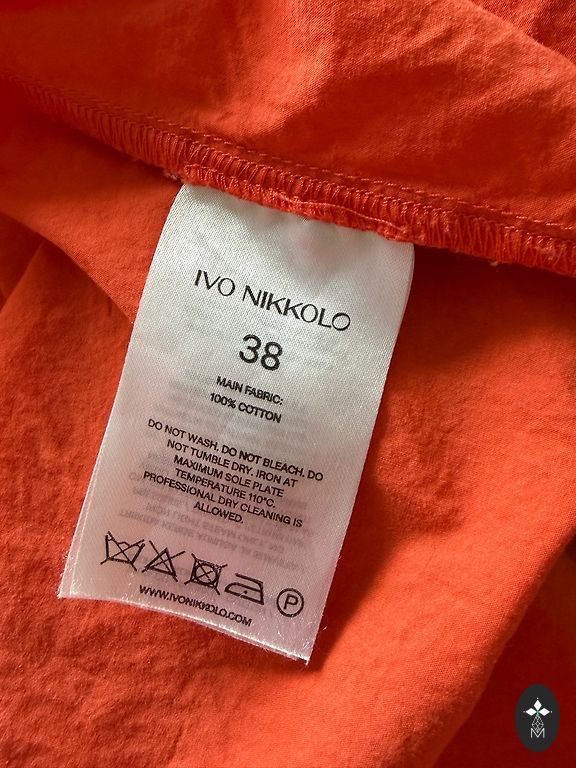 IVO NIKKOLO
38
MAIN FABRIC:
100% COTTON
DO NOT WASH. DO NOT BLEACH. DO
NOT TUMBLE DRY. IRON AT
MAXIMUM SOLE PLATE
TEMPERATURE 110°C.
PROFESSIONAL DRY CLEANING IS
ALLOWED.
P
WWW.IVONIKKOLO.COM
M